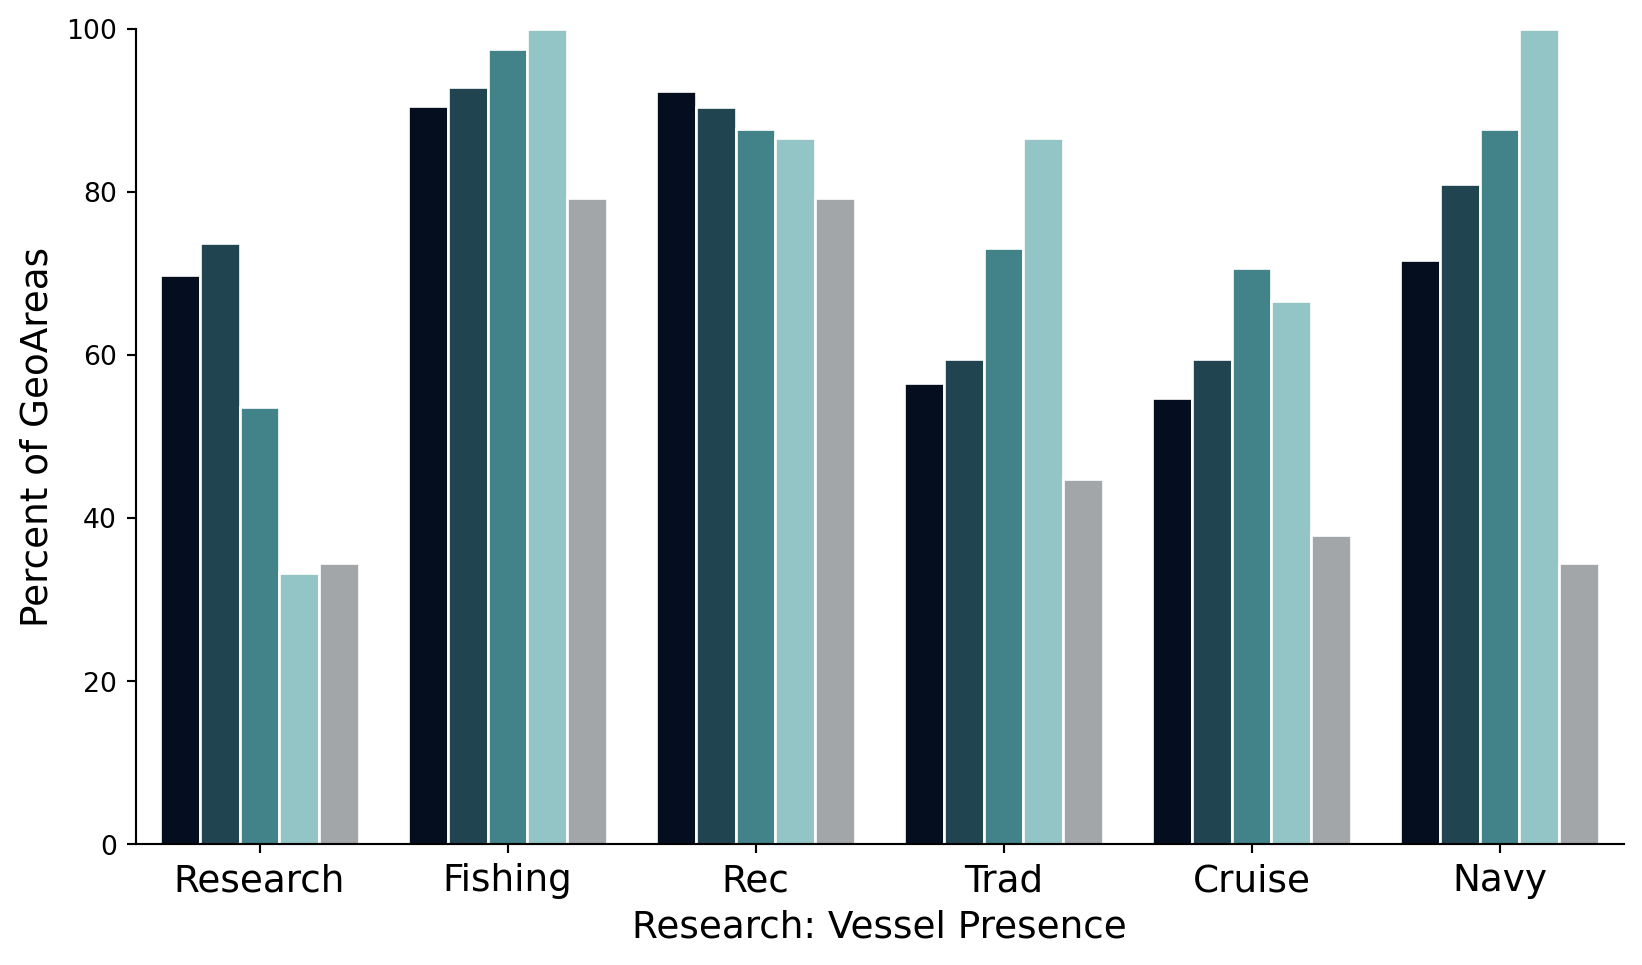 Percent of GeoAreas
100
80
60
40
20
0
Research Fishing Rec Trad Cruise Navy
Research: Vessel Presence